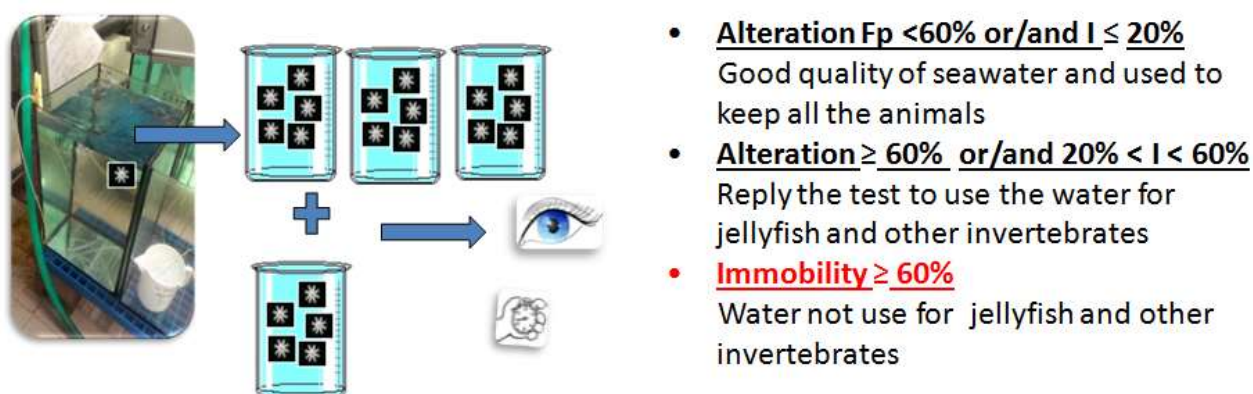 • Alteration Fp <60% or/and I ≤ 20%
Good quality of seawater and used to
keep all the animals
• Alteration ≥ 60% or/and 20% < I < 60%
Reply the test to use the water for
jellyfish and other invertebrates
• Immobility ≥ 60%
Water not use for jellyfish and other
invertebrates